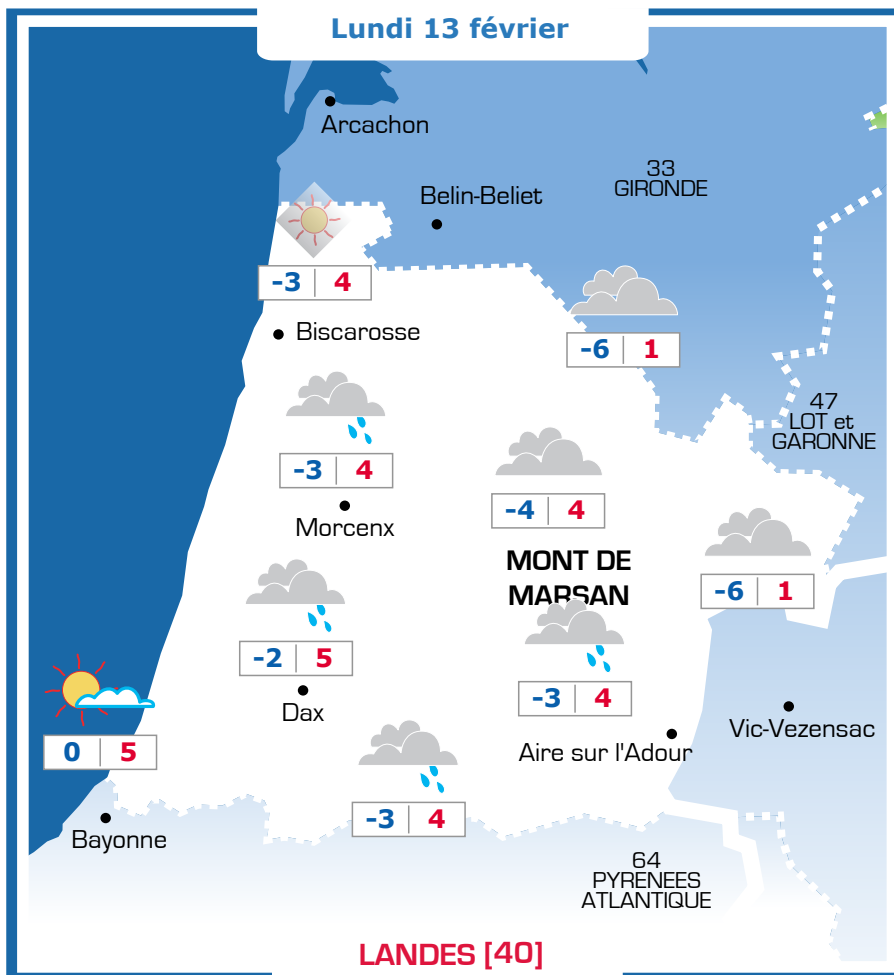 Lundi 13 février
Arcachon
33
GIRONDE
Belin-Beliet
-3 4
Biscarosse
-6 1
47
LOT et
GARONNE
-3 4
Morcenx
-4 4
MONT DE
MARSAN
-6 1
-2 5
Dax
-3 4
Aire sur l'Adour
Vic-Vezensac
0 5
Bayonne
-3 4
64
PYRENEES
ATLANTIQUE
LANDES [40]